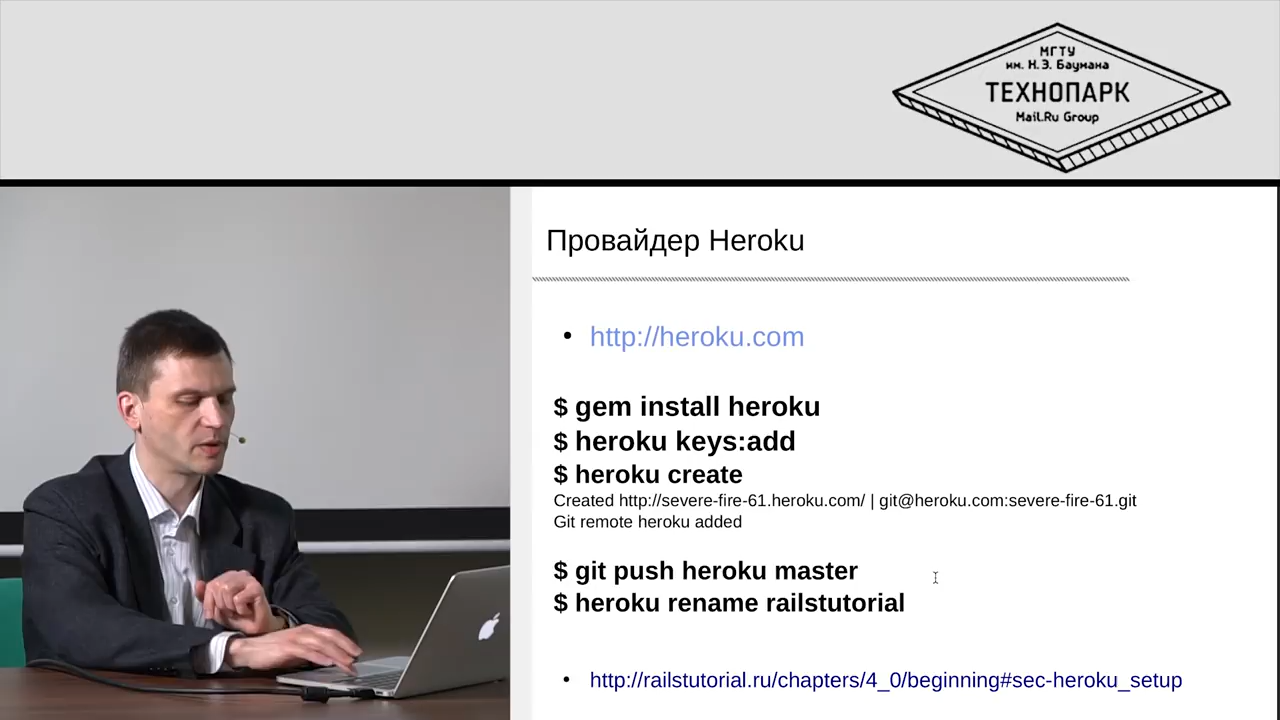 МГТУ
им. Н.Э. Баумана
ТЕХНОПАРК
Mail.Ru Group
Провайдер Heroku
• http://heroku.com
$ gem install heroku
$ heroku keys:add
$ heroku create
Created http://severe-fire-61.heroku.com/ | git@heroku.com:severe-fire-61.git
Git remote heroku added
$ git push heroku master
$ heroku rename railstutorial
• http://railstutorial.ru/chapters/4_0/beginning#sec-heroku_setup